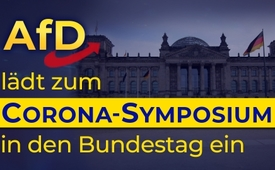 AfD
lädt zum
CORONA-SYMPOSIUM
in den Bundestag ein